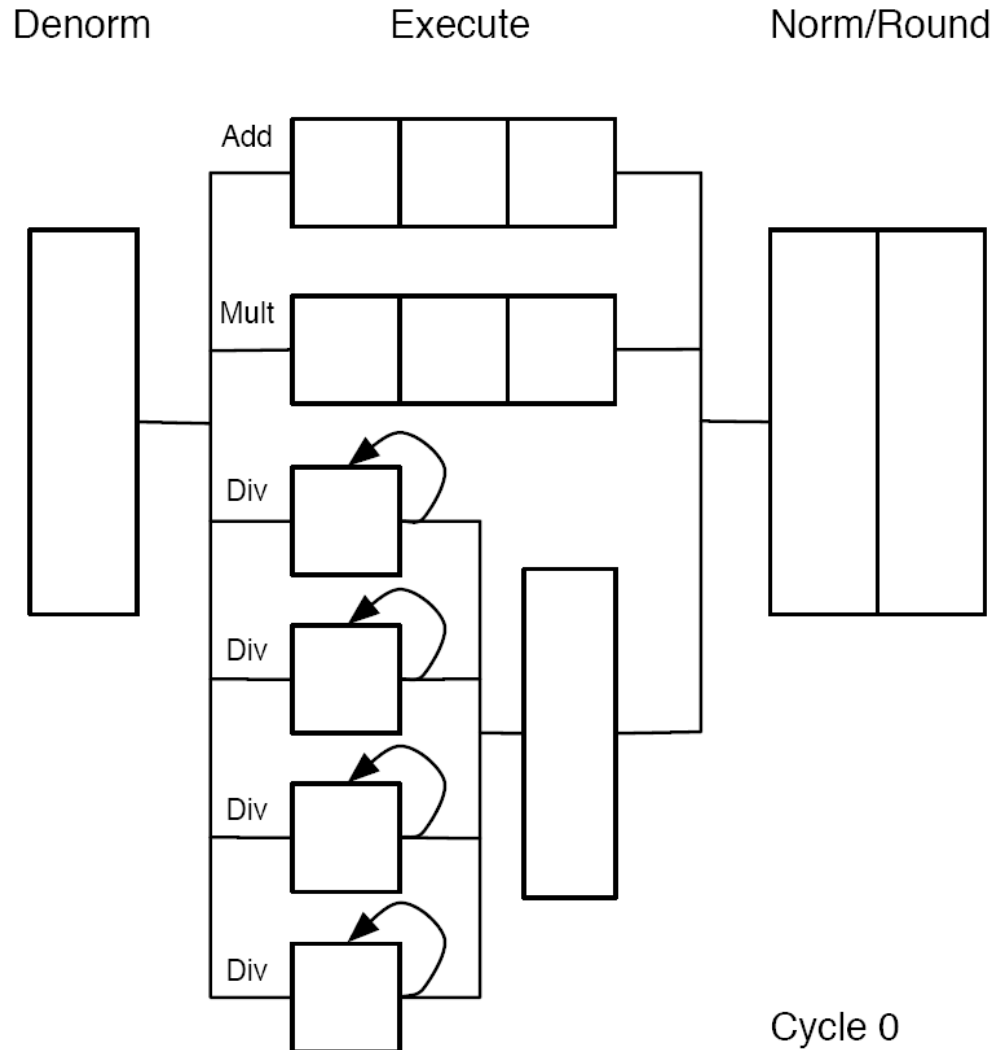 Denorm
Execute
Norm/Round
Add
Mult
Div
Div
Div
Div
Cycle 0